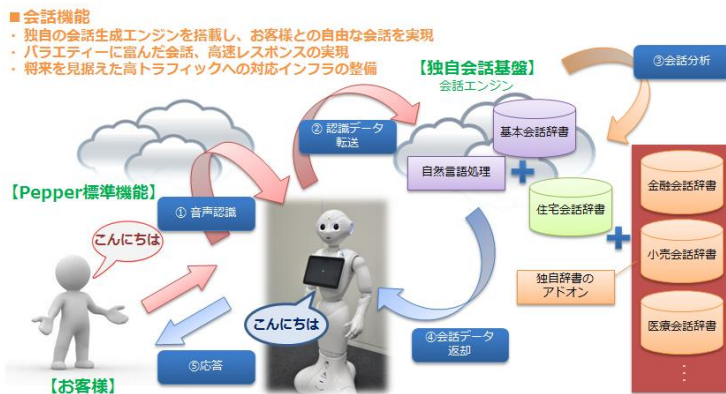 ■会話機能
・ 独自の会話生成エンジンを搭載し、お客様との自由な会話を実現
・ バラエティーに富んだ会話、高速レスポンスの実現
・ 将来を見据えた高トラフィックへの対応インフラの整備
【独自会話基盤】
会話エンジン
③会話分析
② 認識データ
転送
基本会話辞書
自然言語処理
【Pepper標準機能】
① 音声認識
住宅会話辞書
金融会話辞書
こんにちは
小売会話辞書
独自辞書の
アドオン
こんにちは
医療会話辞書
④会話データ
返却
⑤応答
【お客様】